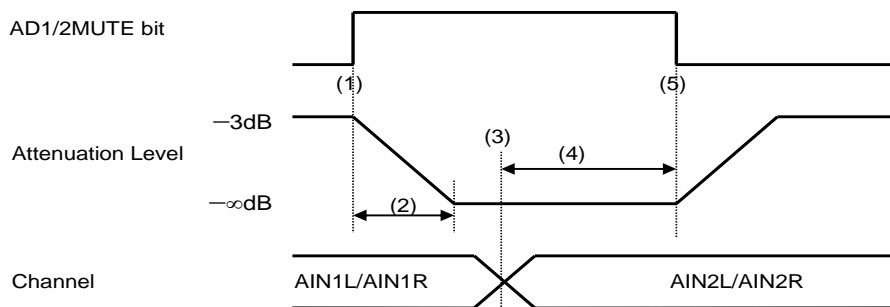 AD1/2MUTE bit
(1)
(5)
−3dB
(3)
Attenuation Level
(4)
−∞dB
(2)
Channel
AIN1L/AIN1R
AIN2L/AIN2R